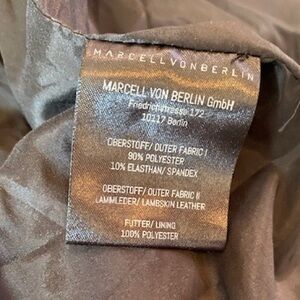 MARCELLVONBERLIN
MARCELL VON BERLIN GmbH
Friedrichstrasse 172
10117 Berlin
OBERSTOFF/ OUTER FABRIC I
90% POLYESTER
10% ELASTHAN/ SPANDEX
OBERSTOFF/ OUTER FABRIC II
LAMMLEDER/ LAMBSKIN LEATHER
FUTTER/ LINING
100% POLYESTER